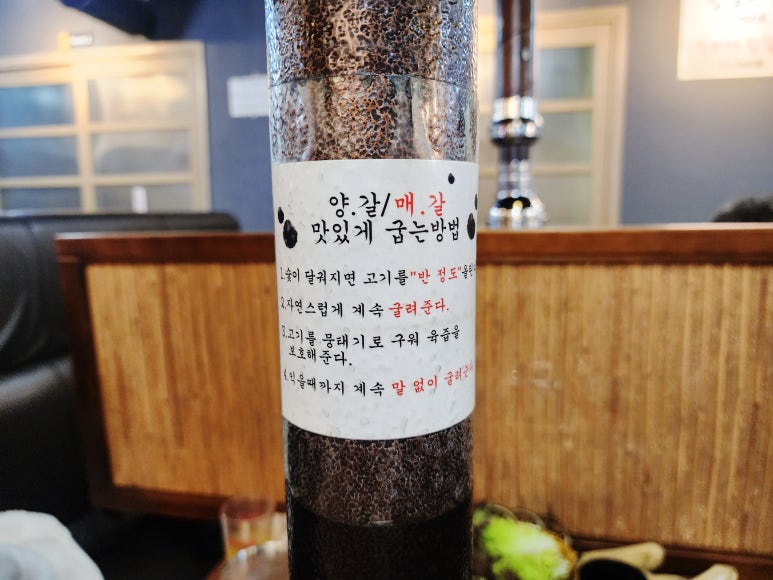 양.갈/매.갈
맛있게 굽는방법
1.숯이 달궈지면 고기를"반 정도"올린
2.자연스럽게 계속 굴려준다.
3.고기를 뭉태기로 구워 육즙을
보호해준다.
4.익을때까지 계속 말 없이 굴려준다